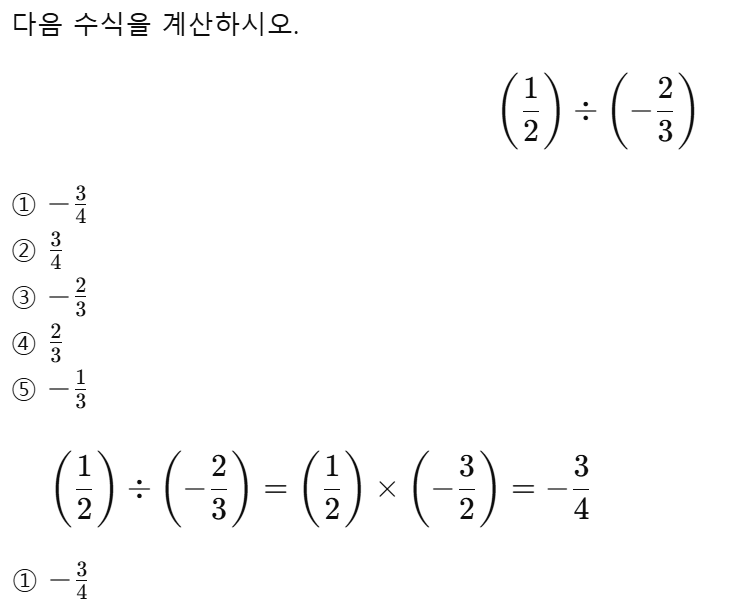 다음 수식을 계산하시오.
(1/2) ÷ (−2/3)
① −3/4
② 3/4
③ −2/3
④ 2/3
⑤ −1/3
(1/2) ÷ (−2/3) = (1/2) × (−3/2) = −3/4
① −3/4